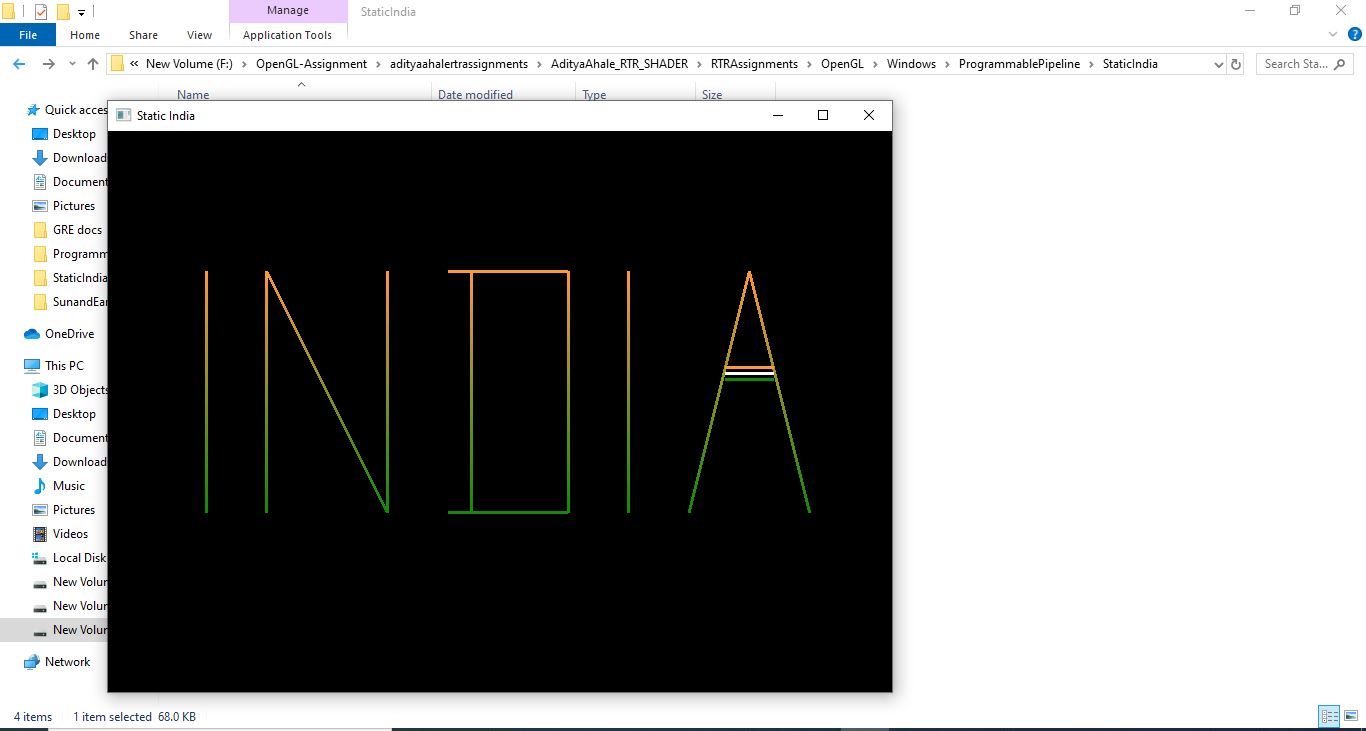 Manage StaticIndia
File Home Share View Application Tools
« New Volume (F:) > OpenGL-Assignment > adityaahalertrassignments > AdityaAhale_RTR_SHADER > RTRAssignments > OpenGL > Windows > ProgrammablePipeline > StaticIndia Search Sta...
Name Date modified Type Size
Quick acces
Static India
Desktop
Download
Document
Pictures
GRE docs
Programm
StaticIndia
SunandEar
OneDrive
This PC
3D Objects
Desktop
Document
Download
Music
Pictures
Videos
Local Disk
New Volur
New Volur
New Volur
Network
INDIA
4 items 1 item selected 68.0 KB